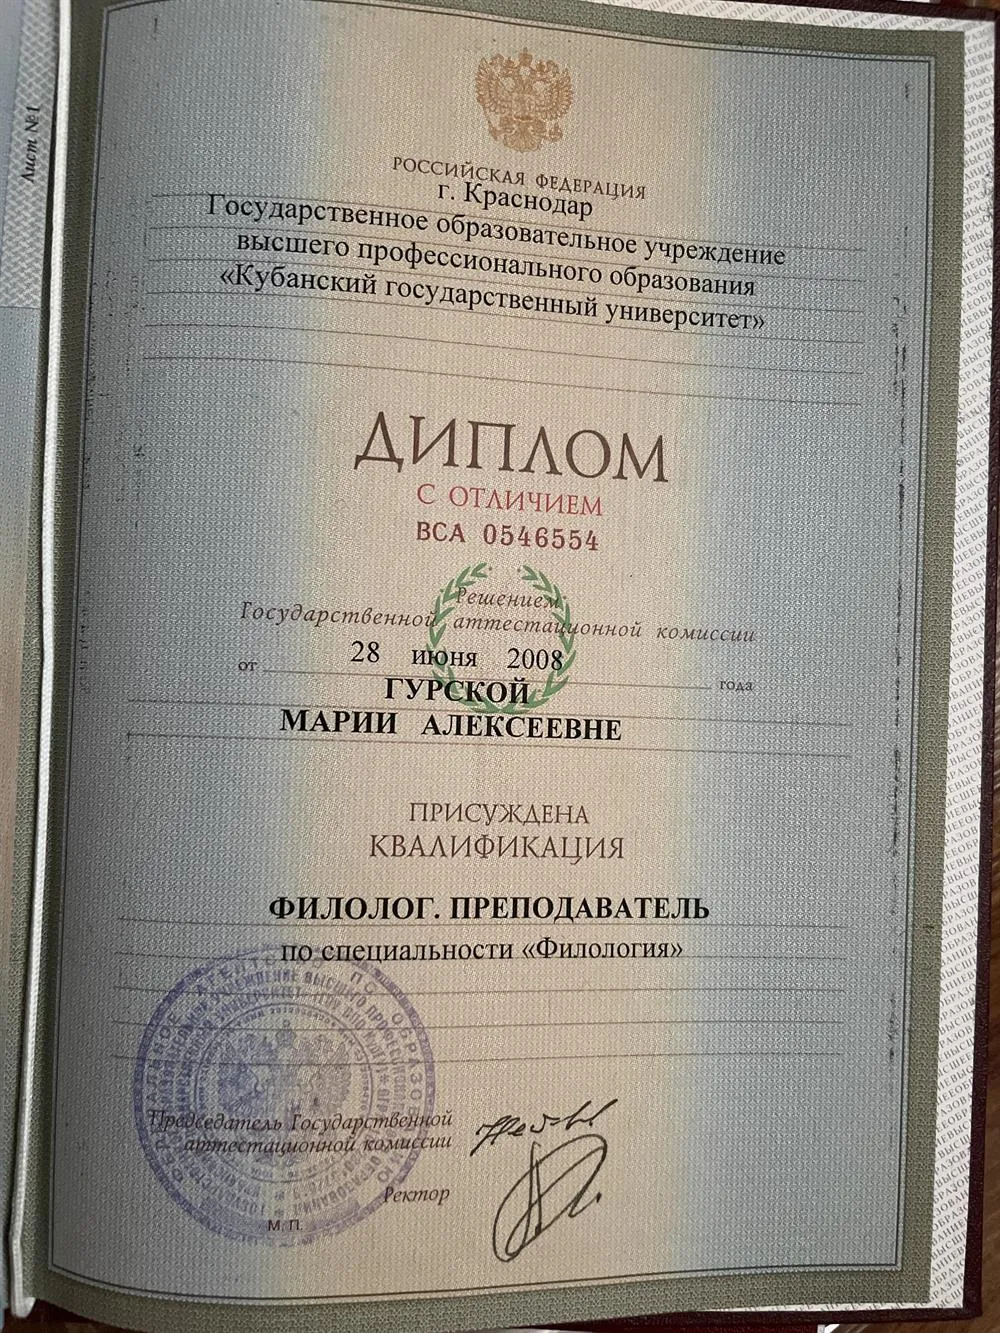 Лист №1
РОССИЙСКАЯ ФЕДЕРАЦИЯ
г. Краснодар
Государственное образовательное учреждение
высшего профессионального образования
«Кубанский государственный университет»
ДИПЛОМ
С ОТЛИЧИЕМ
ВСА 0546554
Решением
Государственной аттестационной комиссии
от 28 июня 2008 года
ГУРСКОЙ
МАРИИ АЛЕКСЕЕВНЕ
ПРИСУЖДЕНА
КВАЛИФИКАЦИЯ
ФИЛОЛОГ. ПРЕПОДАВАТЕЛЬ
по специальности «Филология»
Председатель Государственной
аттестационной комиссии
Ректор
М. П.